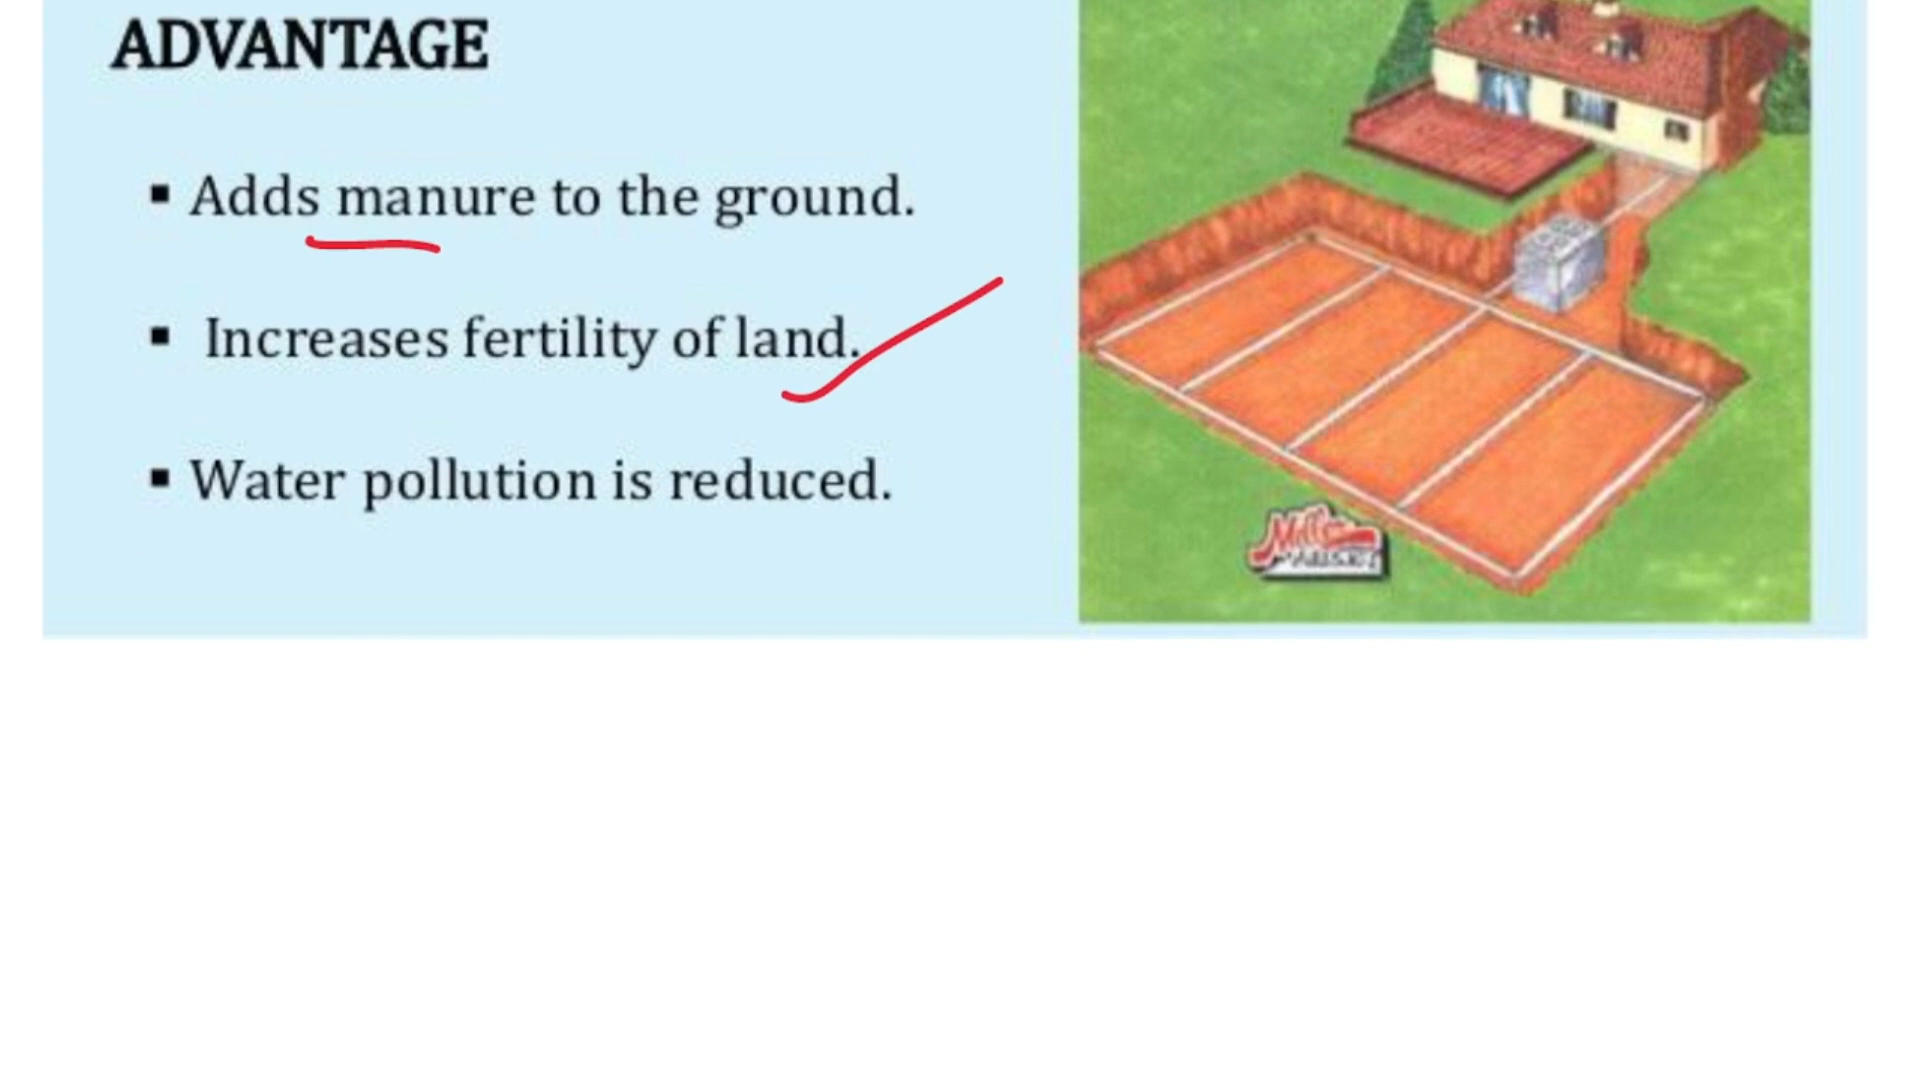 ADVANTAGE
▪ Adds manure to the ground.
▪ Increases fertility of land.
▪ Water pollution is reduced.